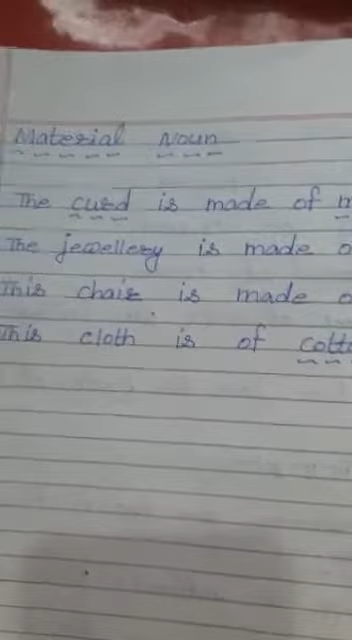 Material Noun
The curd is made of m
The jewellery is made o
This chair is made o
This cloth is of cotto